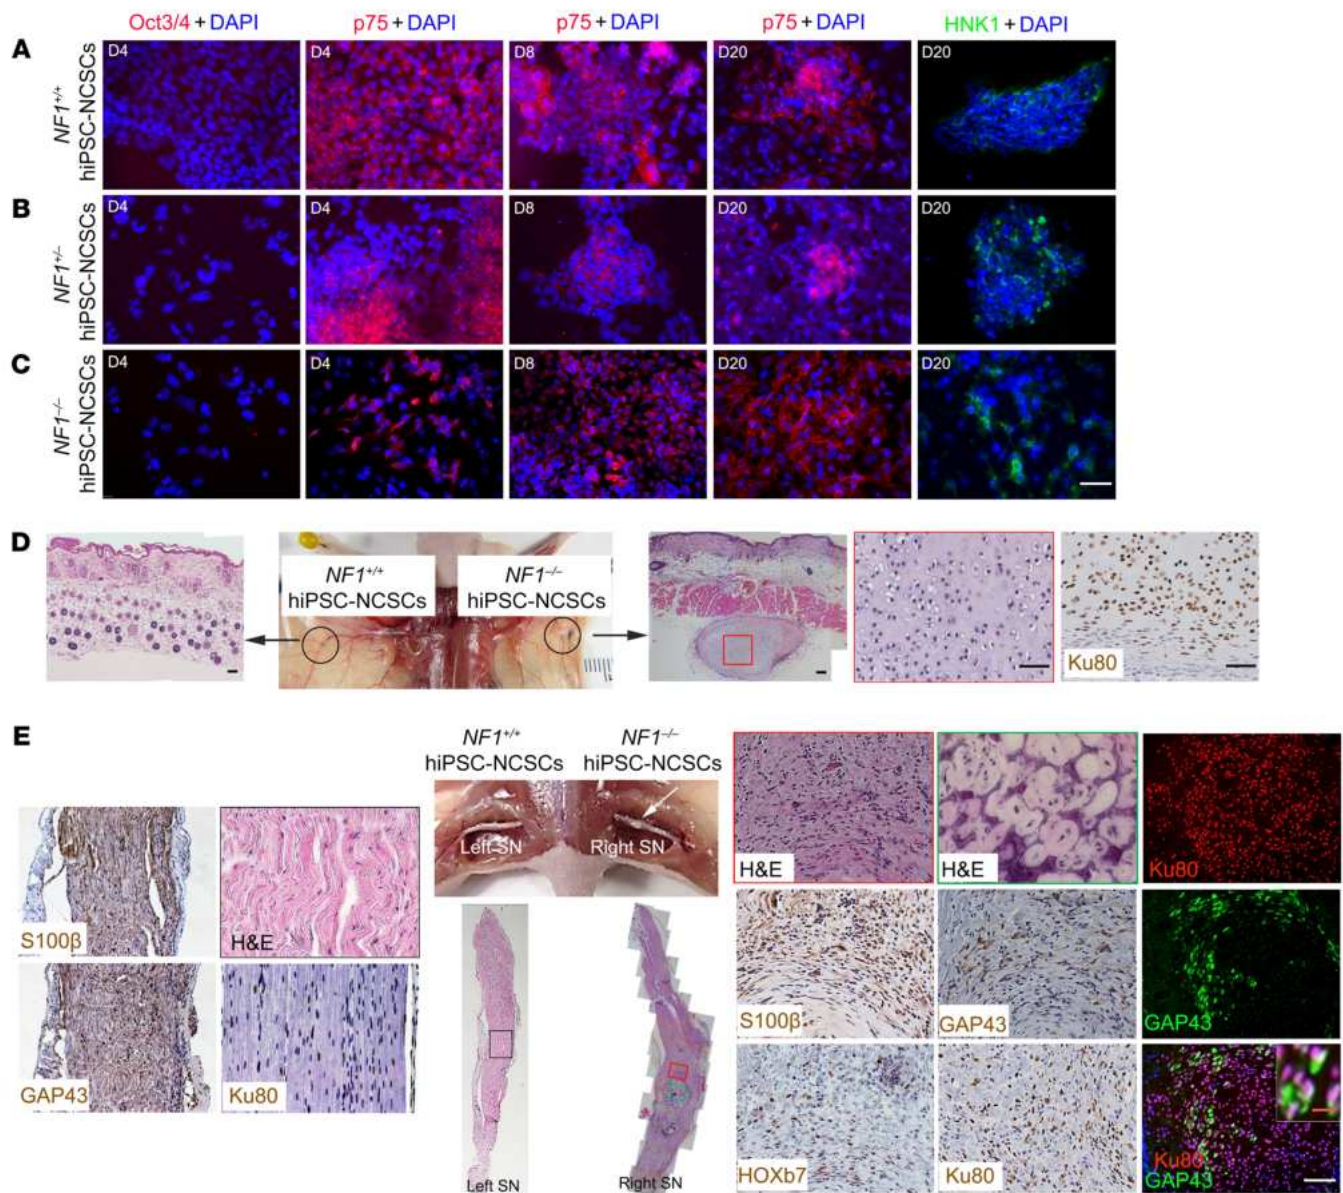 Oct3/4 + DAPI
p75 + DAPI
p75 + DAPI
p75 + DAPI
HNK1 + DAPI
A
NF1+/+
hiPSC-NCSCs
D4
D4
D8
D20
D20
B
NF1+/-
hiPSC-NCSCs
D4
D4
D8
D20
D20
C
NF1-/-
hiPSC-NCSCs
D4
D4
D8
D20
D20
D
NF1+/+
hiPSC-NCSCs
NF1-/-
hiPSC-NCSCs
Ku80
E
S100β
H&E
GAP43
Ku80
NF1+/+
hiPSC-NCSCs
NF1-/-
hiPSC-NCSCs
Left SN
Right SN
Left SN
Right SN
H&E
H&E
Ku80
S100β
GAP43
GAP43
HOXb7
Ku80
Ku80
GAP43